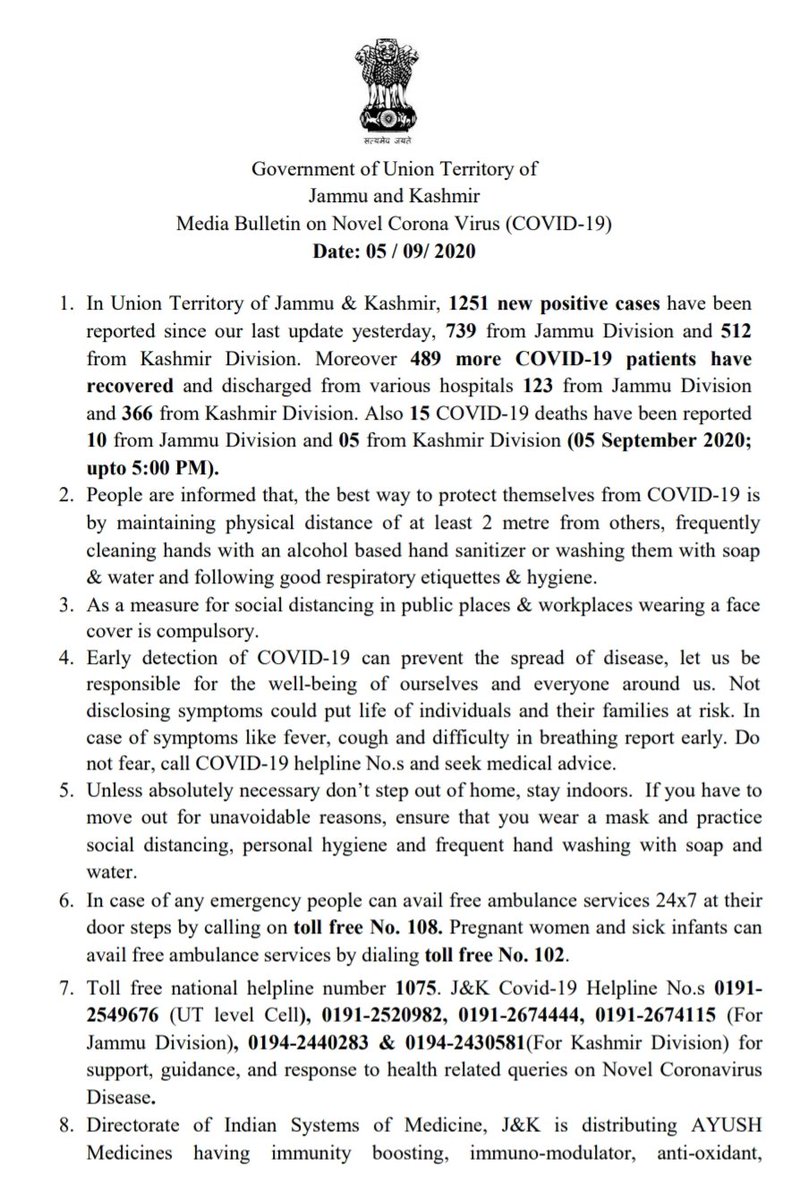 सत्यमेव जयते
Government of Union Territory of
Jammu and Kashmir
Media Bulletin on Novel Corona Virus (COVID-19)
Date: 05 / 09/ 2020
1. In Union Territory of Jammu & Kashmir, 1251 new positive cases have been
reported since our last update yesterday, 739 from Jammu Division and 512
from Kashmir Division. Moreover 489 more COVID-19 patients have
recovered and discharged from various hospitals 123 from Jammu Division
and 366 from Kashmir Division. Also 15 COVID-19 deaths have been reported
10 from Jammu Division and 05 from Kashmir Division (05 September 2020;
upto 5:00 PM).
2. People are informed that, the best way to protect themselves from COVID-19 is
by maintaining physical distance of at least 2 metre from others, frequently
cleaning hands with an alcohol based hand sanitizer or washing them with soap
& water and following good respiratory etiquettes & hygiene.
3. As a measure for social distancing in public places & workplaces wearing a face
cover is compulsory.
4. Early detection of COVID-19 can prevent the spread of disease, let us be
responsible for the well-being of ourselves and everyone around us. Not
disclosing symptoms could put life of individuals and their families at risk. In
case of symptoms like fever, cough and difficulty in breathing report early. Do
not fear, call COVID-19 helpline No.s and seek medical advice.
5. Unless absolutely necessary don’t step out of home, stay indoors. If you have to
move out for unavoidable reasons, ensure that you wear a mask and practice
social distancing, personal hygiene and frequent hand washing with soap and
water.
6. In case of any emergency people can avail free ambulance services 24x7 at their
door steps by calling on toll free No. 108. Pregnant women and sick infants can
avail free ambulance services by dialing toll free No. 102.
7. Toll free national helpline number 1075. J&K Covid-19 Helpline No.s 0191-
2549676 (UT level Cell), 0191-2520982, 0191-2674444, 0191-2674115 (For
Jammu Division), 0194-2440283 & 0194-2430581(For Kashmir Division) for
support, guidance, and response to health related queries on Novel Coronavirus
Disease.
8. Directorate of Indian Systems of Medicine, J&K is distributing AYUSH
Medicines having immunity boosting, immuno-modulator, anti-oxidant,